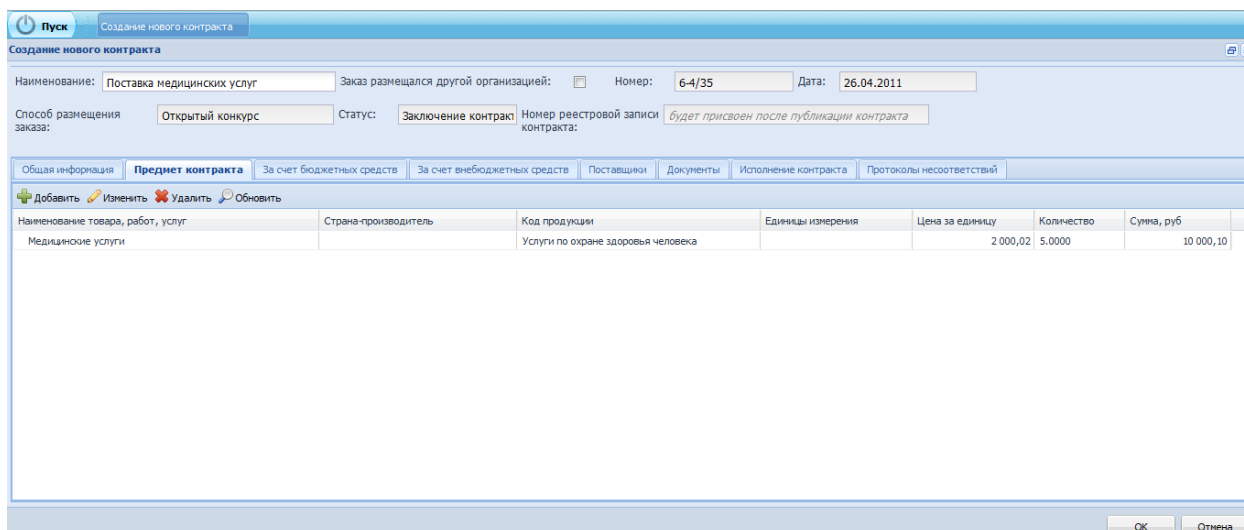 Пуск Создание нового контракта
Создание нового контракта
Наименование: Поставка медицинских услуг Заказ размещался другой организацией: Номер: 6-4/35 Дата: 26.04.2011
Способ размещения заказа: Открытый конкурс Статус: Заключение контракт Номер реестровой записи контракта: будет присвоен после публикации контракта
Общая информация Предмет контракта За счет бюджетных средств За счет внебюджетных средств Поставщики Документы Исполнение контракта Протоколы несоответствий
Добавить Изменить Удалить Обновить
Наименование товара, работ, услуг Страна-производитель Код продукции Единицы измерения Цена за единицу Количество Сумма, руб
Медицинские услуги Услуги по охране здоровья человека 2 000,02 5.0000 10 000,10
ОК Отмена